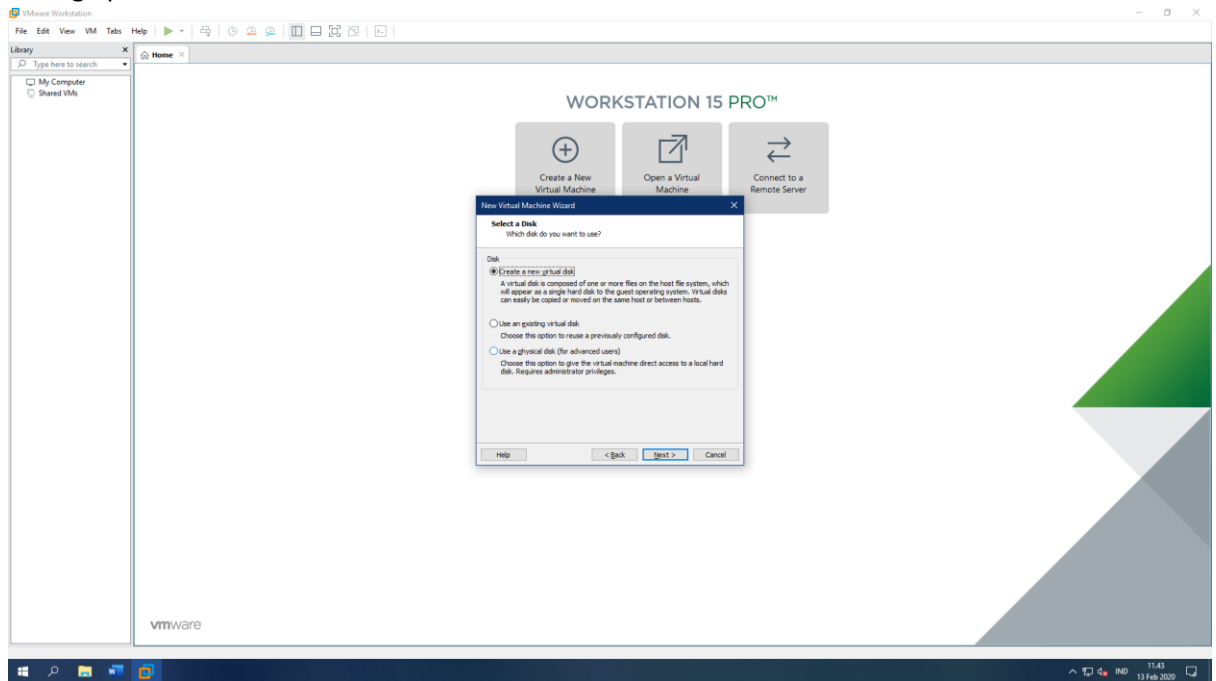 VMware Workstation
File Edit View VM Tabs Help
Library
Type here to search
My Computer
Shared VMs
Home
WORKSTATION 15 PRO™
Create a New
Virtual Machine
Open a Virtual
Machine
Connect to a
Remote Server
New Virtual Machine Wizard
Select a Disk
Which disk do you want to use?
Disk
Create a new virtual disk
A virtual disk is composed of one or more files on the host file system, which
will appear as a single hard disk to the guest operating system. Virtual disks
can easily be copied or moved on the same host or between hosts.
Use an existing virtual disk
Choose this option to reuse a previously configured disk.
Use a physical disk (for advanced users)
Choose this option to give the virtual machine direct access to a local hard
disk. Requires administrator privileges.
Help < Back Next > Cancel
vmware
IND 11.43
13 Feb 2020